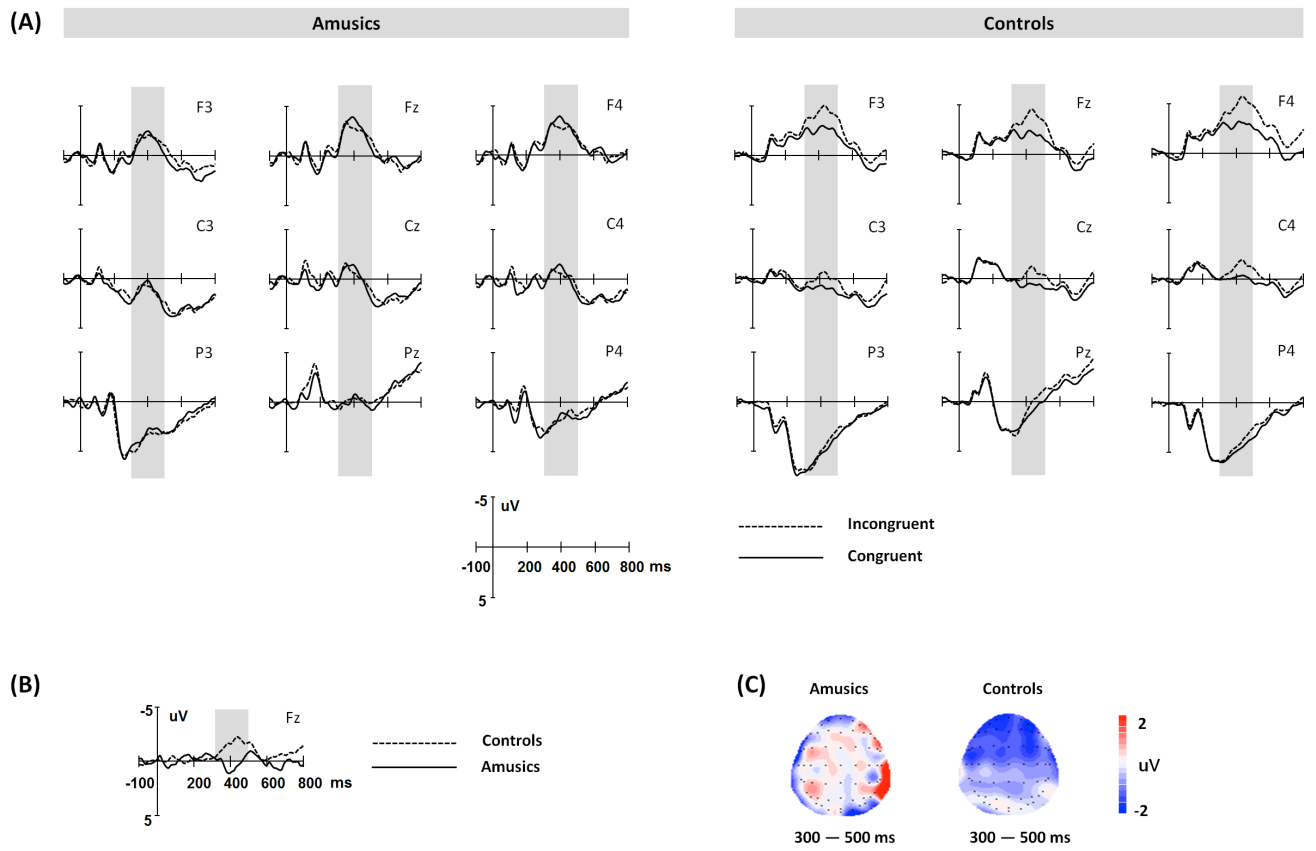 (A)
Amusics
Controls
F3 Fz F4 F3 Fz F4
C3 Cz C4 C3 Cz C4
P3 Pz P4 P3 Pz P4
-5
uV
-100 200 400 600 800 ms
5
Incongruent
Congruent
(B)
-5
uV
Fz
-100 200 400 600 800 ms
5
Controls
Amusics
(C)
Amusics Controls
2
uV
-2
300 — 500 ms 300 — 500 ms